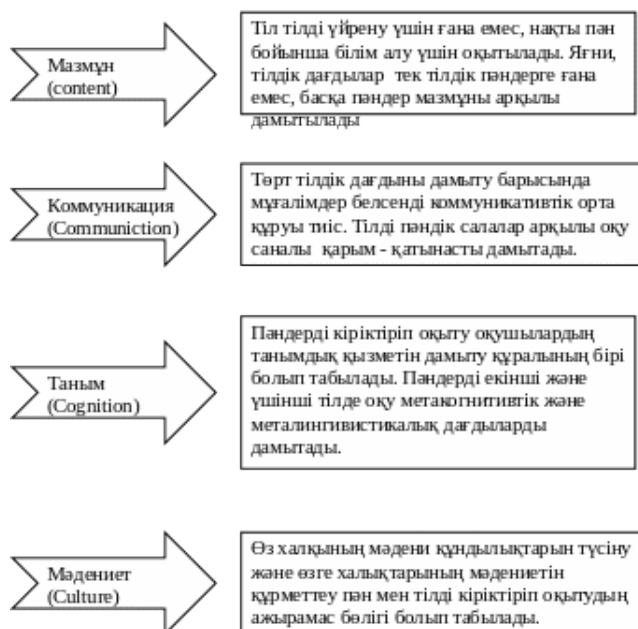 Мазмұн
(content)
Тіл тілді үйрену үшін ғана емес, нақты пән
бойынша білім алу үшін оқытылады. Яғни,
тілдік дағдылар тек тілдік пәндерге ғана
емес, басқа пәндер мазмұны арқылы
дамытылады
Коммуникация
(Communiction)
Төрт тілдік дағдыны дамыту барысында
мұғалімдер белсенді коммуникативтік орта
құруы тиіс. Тілді пәндік салалар арқылы оқу
саналы қарым - қатынасты дамытады.
Таным
(Cognition)
Пәндерді кіріктіріп оқыту оқушылардың
танымдық қызметін дамыту құралының бірі
болып табылады. Пәндерді екінші және
үшінші тілде оқу метакогнитивтік және
металингивистикалық дағдыларды
дамытады.
Мәдениет
(Culture)
Өз халқының мәдени құндылықтарын түсіну
және өзге халықтарының мәдениетін
құрметтеу пән мен тілді кіріктіріп оқытудың
ажырамас бөлігі болып табылады.